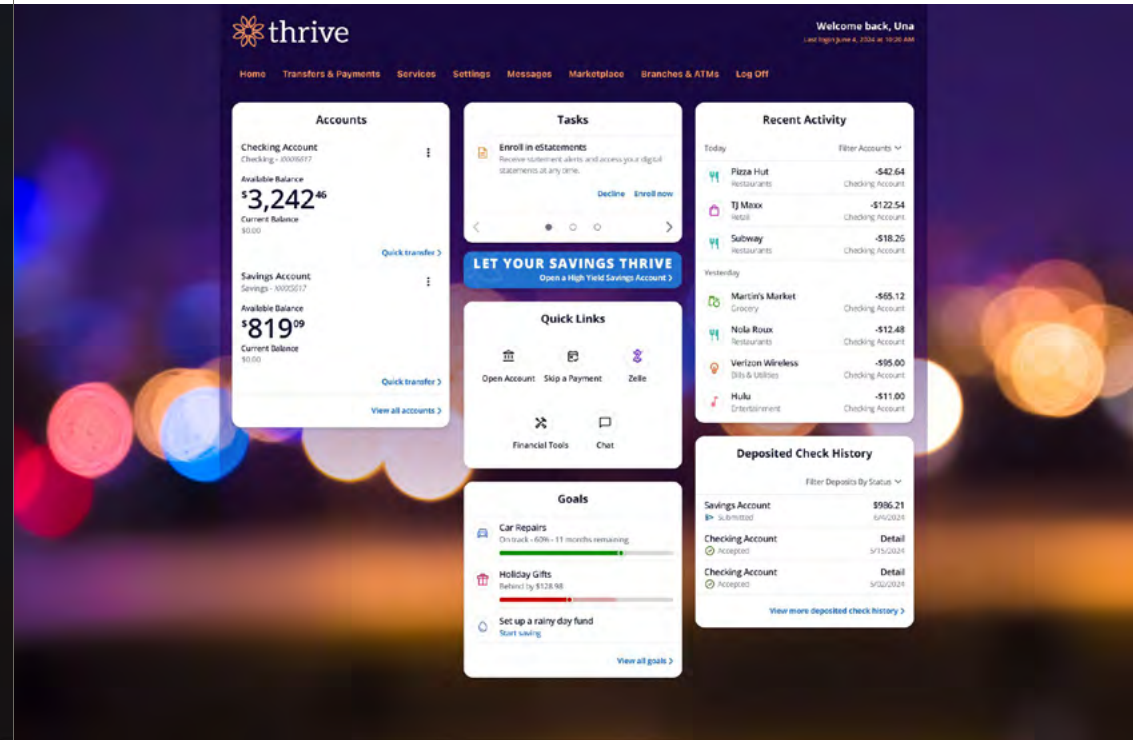 thrive
Welcome back, Una
Last login June 4, 2024 at 10:20 AM
Home Transfers & Payments Services Settings Messages Marketplace Branches & ATMs Log Off
Accounts
Checking Account
Available Balance
$3,242.46
Current Balance
$0.00
Quick transfer >
Savings Account
Available Balance
$819.09
Current Balance
$0.00
Quick transfer >
View all accounts >
Tasks
Enroll in eStatements
Receive statement alerts and access your digital
statements at any time.
Decline Enroll now
LET YOUR SAVINGS THRIVE
Open a High Yield Savings Account >
Quick Links
Open Account Skip a Payment Zelle
Financial Tools Chat
Goals
Car Repairs
On track - 60% - 11 months remaining
Holiday Gifts
Behind by $128.98
Set up a rainy day fund
Start saving
View all goals >
Recent Activity
Today Filter Accounts
Pizza Hut -$42.64
Restaurants Checking Account
TJ Maxx -$122.54
Retail Checking Account
Subway -$18.26
Restaurants Checking Account
Yesterday
Martin's Market -$65.12
Grocery Checking Account
Nola Roux -$12.48
Restaurants Checking Account
Verizon Wireless -$95.00
Bills & Utilities Checking Account
Hulu -$11.00
Entertainment Checking Account
Deposited Check History
Filter Deposits By Status
Savings Account $986.21
Submitted 6/4/2024
Checking Account Detail
Accepted 5/15/2024
Checking Account Detail
Accepted 5/02/2024
View more deposited check history >